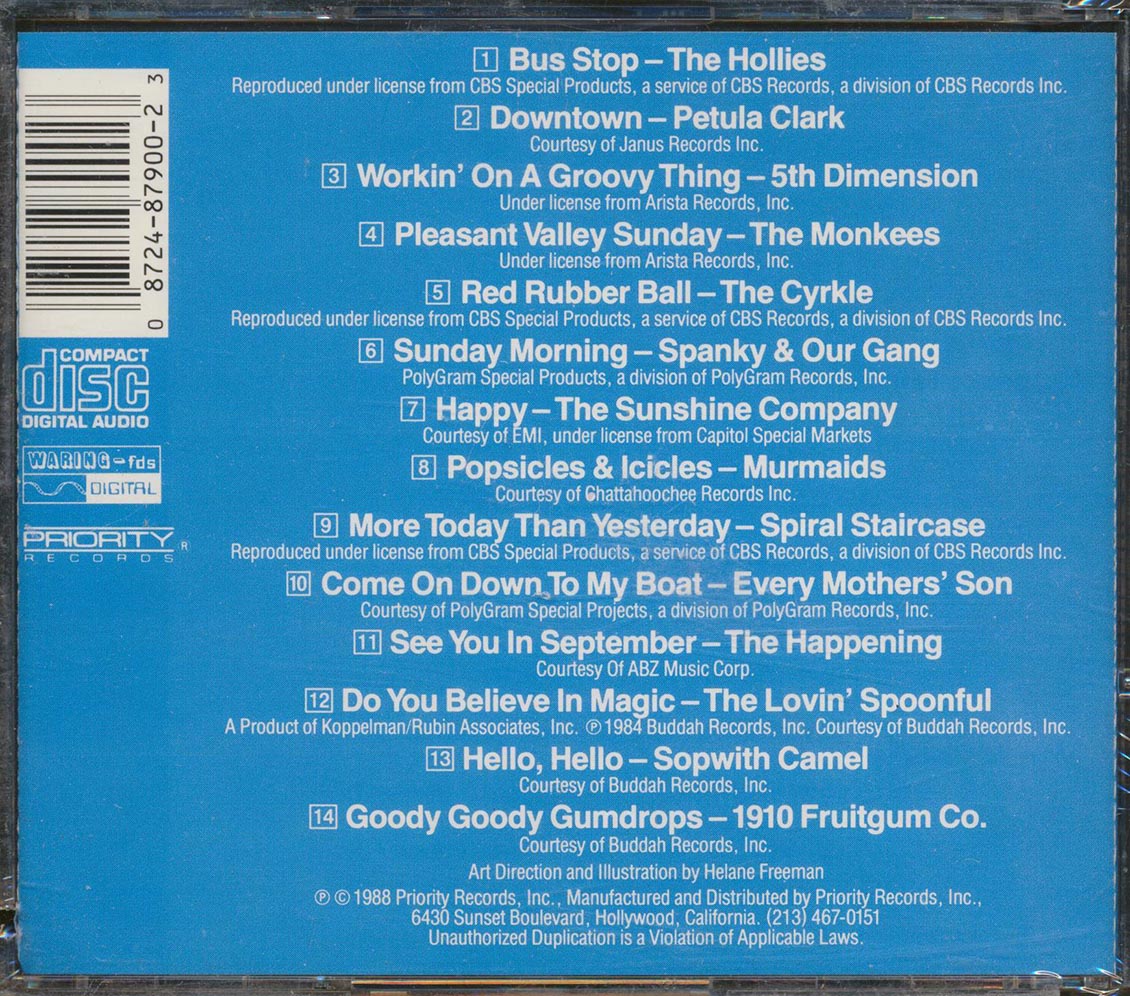 1 Bus Stop – The Hollies
Reproduced under license from CBS Special Products, a service of CBS Records, a division of CBS Records Inc.
2 Downtown – Petula Clark
Courtesy of Janus Records Inc.
3 Workin' On A Groovy Thing – 5th Dimension
Under license from Arista Records, Inc.
4 Pleasant Valley Sunday – The Monkees
Under license from Arista Records, Inc.
5 Red Rubber Ball – The Cyrkle
Reproduced under license from CBS Special Products, a service of CBS Records, a division of CBS Records Inc.
6 Sunday Morning – Spanky & Our Gang
PolyGram Special Products, a division of PolyGram Records, Inc.
7 Happy – The Sunshine Company
Courtesy of EMI, under license from Capitol Special Markets
8 Popsicles & Icicles – Murmaids
Courtesy of Chattahoochee Records Inc.
9 More Today Than Yesterday – Spiral Staircase
Reproduced under license from CBS Special Products, a service of CBS Records, a division of CBS Records Inc.
10 Come On Down To My Boat – Every Mothers' Son
Courtesy of PolyGram Special Projects, a division of PolyGram Records, Inc.
11 See You In September – The Happening
Courtesy Of ABZ Music Corp.
12 Do You Believe In Magic – The Lovin' Spoonful
A Product of Koppelman/Rubin Associates, Inc. ℗ 1984 Buddah Records, Inc. Courtesy of Buddah Records, Inc.
13 Hello, Hello – Sopwith Camel
Courtesy of Buddah Records, Inc.
14 Goody Goody Gumdrops – 1910 Fruitgum Co.
Courtesy of Buddah Records, Inc.
Art Direction and Illustration by Helane Freeman
℗ © 1988 Priority Records, Inc., Manufactured and Distributed by Priority Records, Inc.,
6430 Sunset Boulevard, Hollywood, California. (213) 467-0151
Unauthorized Duplication is a Violation of Applicable Laws.
0 8724-87900-2 3
COMPACT
disc
DIGITAL AUDIO
WARING-fds
DIGITAL
PRIORITY
RECORDS ®